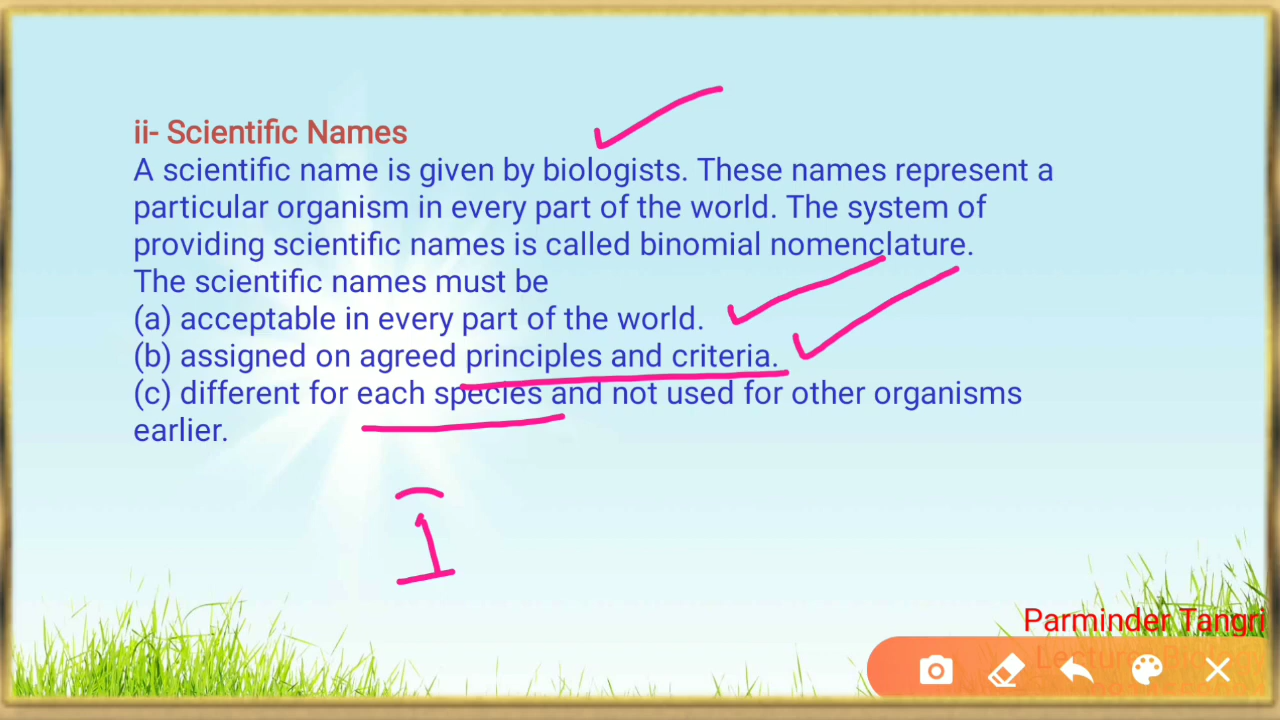 ii- Scientific Names
A scientific name is given by biologists. These names represent a
particular organism in every part of the world. The system of
providing scientific names is called binomial nomenclature.
The scientific names must be
(a) acceptable in every part of the world.
(b) assigned on agreed principles and criteria.
(c) different for each species and not used for other organisms
earlier.
1
Parminder Tangri